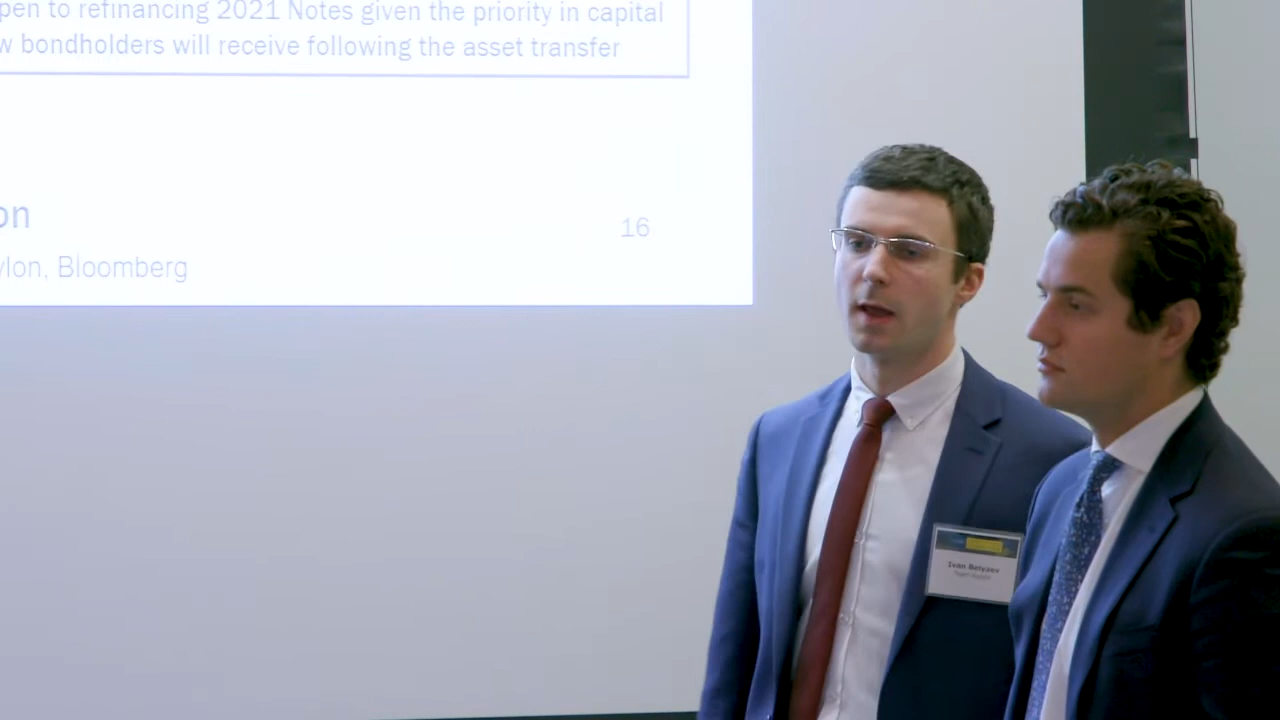 pen to refinancing 2021 Notes given the priority in capital
w bondholders will receive following the asset transfer
on
16
ylon, Bloomberg
Ivan Belyaev